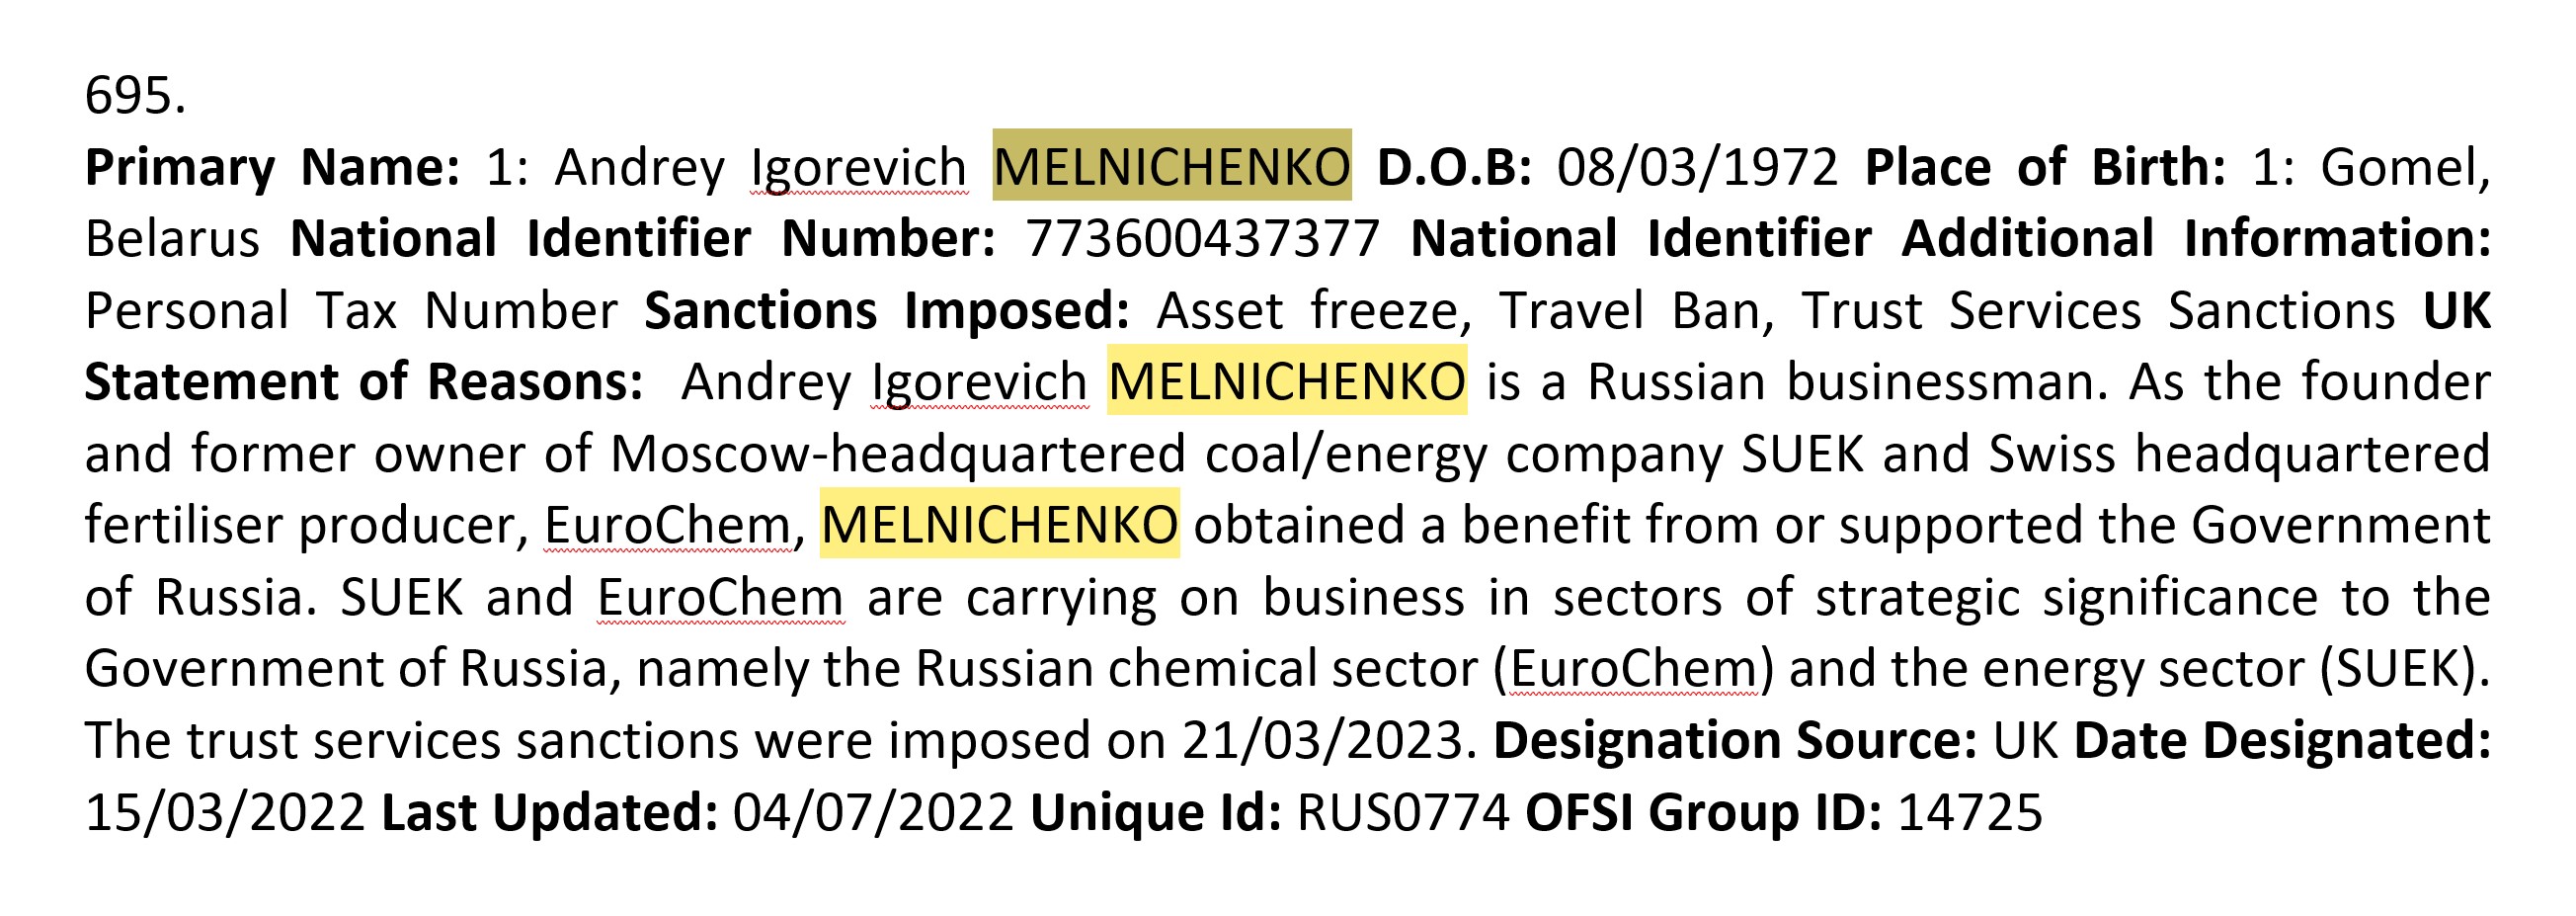 695.
Primary Name: 1: Andrey Igorevich MELNICHENKO D.O.B: 08/03/1972 Place of Birth: 1: Gomel,
Belarus National Identifier Number: 773600437377 National Identifier Additional Information:
Personal Tax Number Sanctions Imposed: Asset freeze, Travel Ban, Trust Services Sanctions UK
Statement of Reasons: Andrey Igorevich MELNICHENKO is a Russian businessman. As the founder
and former owner of Moscow-headquartered coal/energy company SUEK and Swiss headquartered
fertiliser producer, EuroChem, MELNICHENKO obtained a benefit from or supported the Government
of Russia. SUEK and EuroChem are carrying on business in sectors of strategic significance to the
Government of Russia, namely the Russian chemical sector (EuroChem) and the energy sector (SUEK).
The trust services sanctions were imposed on 21/03/2023. Designation Source: UK Date Designated:
15/03/2022 Last Updated: 04/07/2022 Unique Id: RUS0774 OFSI Group ID: 14725